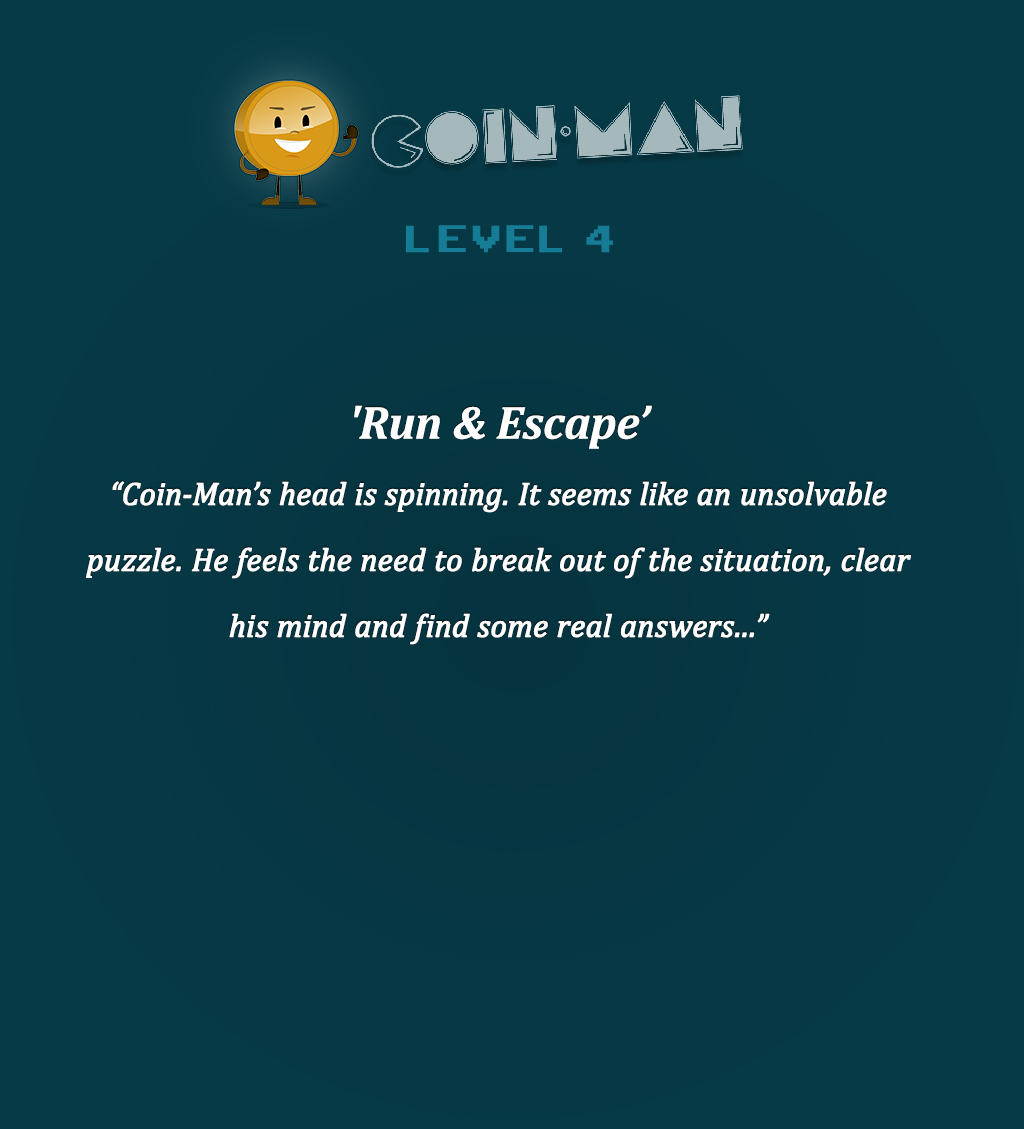 COIN·MAN
LEVEL 4
'Run & Escape’
“Coin-Man’s head is spinning. It seems like an unsolvable
puzzle. He feels the need to break out of the situation, clear
his mind and find some real answers...”